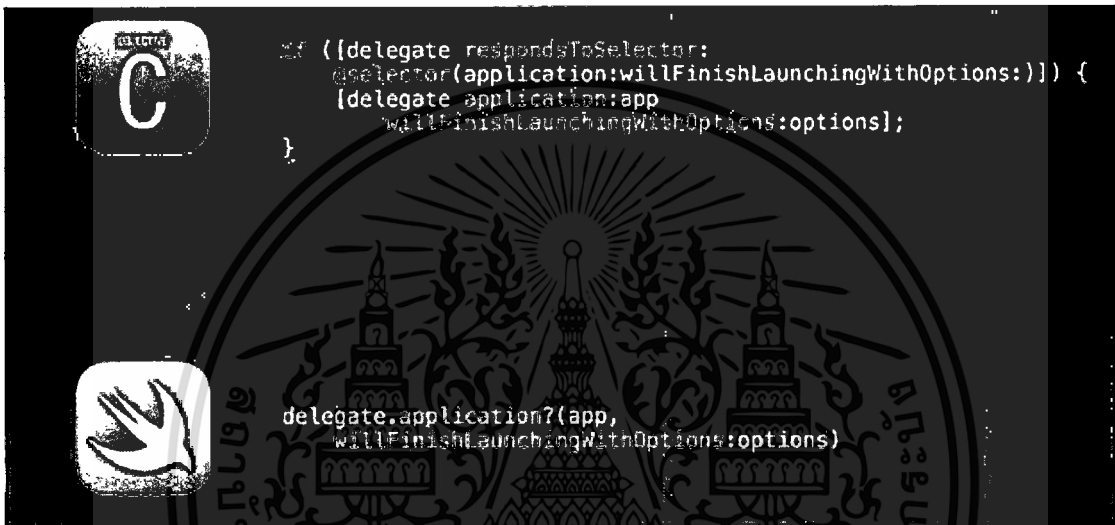 C
if ([delegate respondsToSelector:
@selector(application:willFinishLaunchingWithOptions:)]) {
[delegate application:app
willFinishLaunchingWithOptions:options];
}
delegate.application?(app,
willFinishLaunchingWithOptions:options)